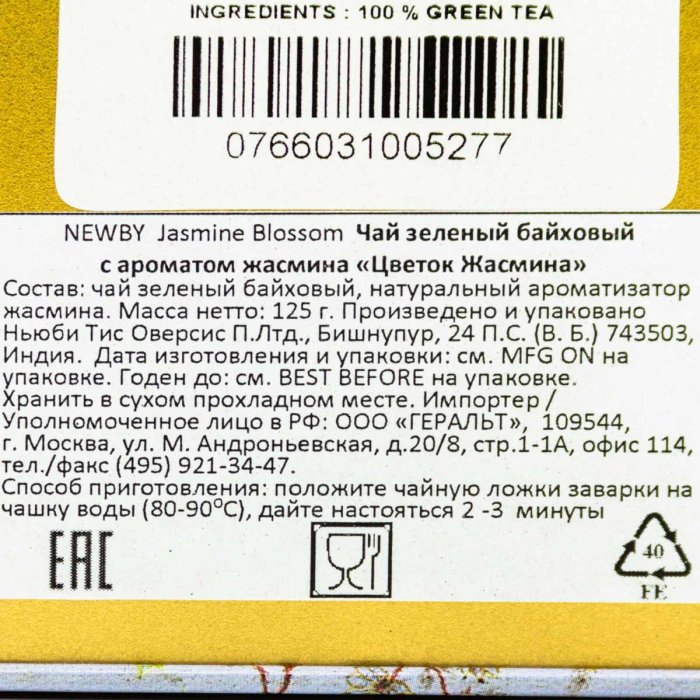 INGREDIENTS : 100 % GREEN TEA
0766031005277
NEWBY Jasmine Blossom Чай зеленый байховый
с ароматом жасмина «Цветок Жасмина»
Состав: чай зеленый байховый, натуральный ароматизатор
жасмина. Масса нетто: 125 г. Произведено и упаковано
Ньюби Тис Оверсис П.Лтд., Бишнупур, 24 П.С. (В. Б.) 743503,
Индия. Дата изготовления и упаковки: см. MFG ON на
упаковке. Годен до: см. BEST BEFORE на упаковке.
Хранить в сухом прохладном месте. Импортер /
Уполномоченное лицо в РФ: ООО «ГЕРАЛЬТ», 109544,
г. Москва, ул. М. Андроньевская, д.20/8, стр.1-1А, офис 114,
тел./факс (495) 921-34-47.
Способ приготовления: положите чайную ложки заварки на
чашку воды (80-90°С), дайте настояться 2 -3 минуты
EAC
40
FE